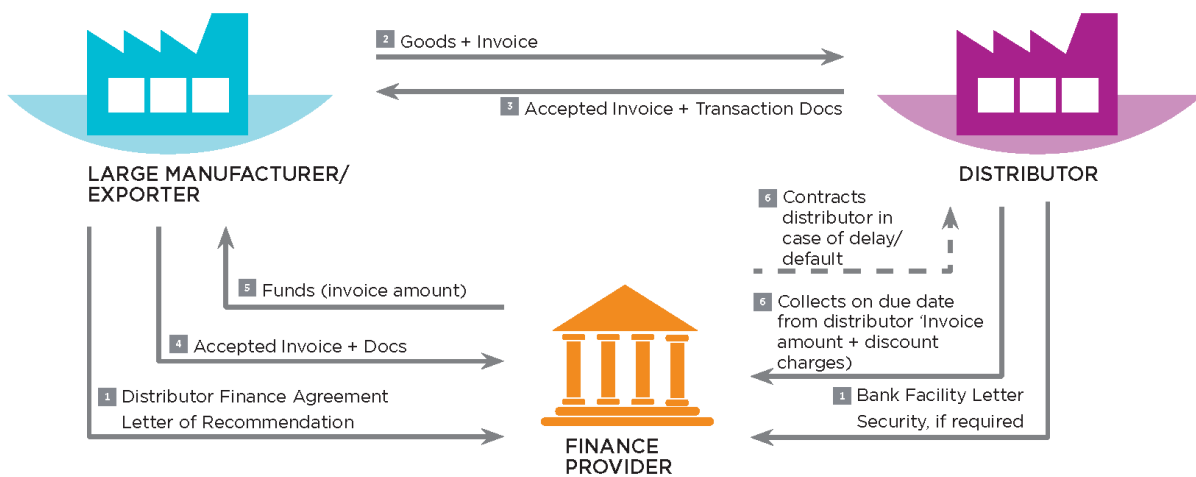 2 Goods + Invoice
3 Accepted Invoice + Transaction Docs
LARGE MANUFACTURER/
EXPORTER
DISTRIBUTOR
6 Contracts
distributor in
case of delay/
default
5 Funds (invoice amount)
6 Collects on due date
from distributor ‘Invoice
amount + discount
charges)
4 Accepted Invoice + Docs
1 Distributor Finance Agreement
Letter of Recommendation
1 Bank Facility Letter
Security, if required
FINANCE
PROVIDER